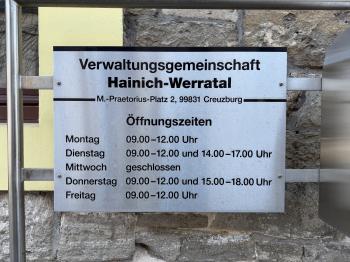 Verwaltungsgemeinschaft
Hainich-Werratal
M.-Praetorius-Platz 2, 99831 Creuzburg
Öffnungszeiten
Montag 09.00–12.00 Uhr
Dienstag 09.00–12.00 und 14.00–17.00 Uhr
Mittwoch geschlossen
Donnerstag 09.00–12.00 und 15.00–18.00 Uhr
Freitag 09.00–12.00 Uhr